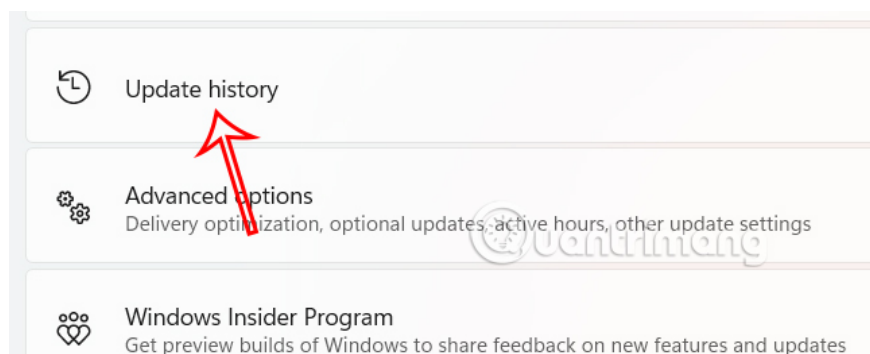 Update history
Advanced options
Delivery optimization, optional updates, active hours, other update settings
Quantrimang
Windows Insider Program
Get preview builds of Windows to share feedback on new features and updates